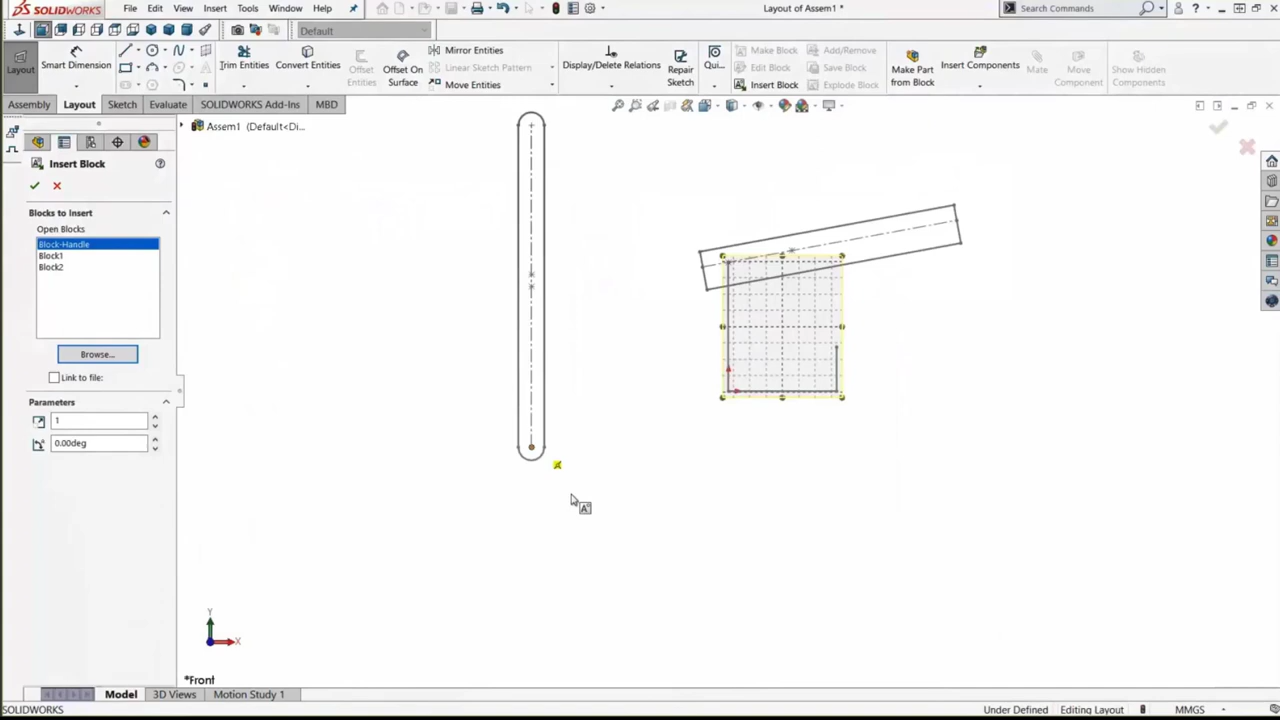 SOLIDWORKS File Edit View Insert Tools Window Help Layout of Assem1 * Search Commands
Default
Layout Smart Dimension Trim Entities Convert Entities Offset Entities Offset On Surface Mirror Entities Linear Sketch Pattern Move Entities Display/Delete Relations Repair Sketch Qui... Make Block Edit Block Insert Block Add/Remove Save Block Explode Block Make Part from Block Insert Components Mate Move Component Show Hidden Components
Assembly Layout Sketch Evaluate SOLIDWORKS Add-Ins MBD
Assem1 (Default<Di...
Insert Block
Blocks to Insert
Open Blocks
Block-Handle
Block1
Block2
Browse...
Link to file:
Parameters
1
0.00deg
A
Y
X
*Front
Model 3D Views Motion Study 1
Under Defined Editing Layout MMGS